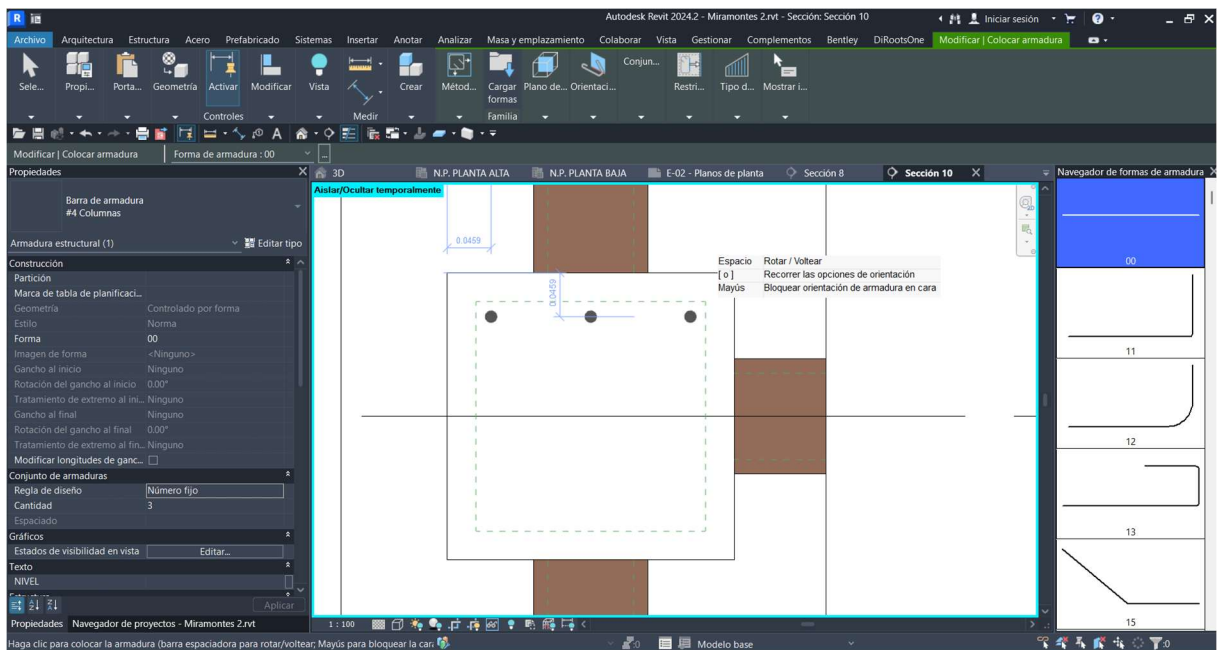 Autodesk Revit 2024.2 - Miramontes 2.rvt - Sección: Sección 10
Iniciar sesión
Archivo Arquitectura Estructura Acero Prefabricado Sistemas Insertar Anotar Analizar Masa y emplazamiento Colaborar Vista Gestionar Complementos Bentley DiRootsOne Modificar | Colocar armadura
Conjun...
Sele... Propi... Porta... Geometría Activar Modificar Vista Crear Métod... Cargar formas Plano de... Orientaci... Restri... Tipo d... Mostrar i...
Controles Medir Familia
Modificar | Colocar armadura Forma de armadura : 00
Propiedades 3D N.P. PLANTA ALTA N.P. PLANTA BAJA E-02 - Planos de planta Sección 8 Sección 10 Navegador de formas de armadura
Aislar/Ocultar temporalmente
Barra de armadura
#4 Columnas
Armadura estructural (1) Editar tipo
0.0459
Construcción
Espacio Rotar / Voltear
00
Partición
[ o ] Recorrer las opciones de orientación
Marca de tabla de planificaci...
Mayús Bloquear orientación de armadura en cara
0.0459
Geometría Controlado por forma
Estilo Norma
Forma 00
Imagen de forma <Ninguno>
11
Gancho al inicio Ninguno
Rotación del gancho al inicio 0.00°
Tratamiento de extremo al ini... Ninguno
Gancho al final Ninguno
Rotación del gancho al final 0.00°
Tratamiento de extremo al fin... Ninguno
12
Modificar longitudes de ganc...
Conjunto de armaduras
Regla de diseño Número fijo
Cantidad 3
Espaciado
13
Gráficos
Estados de visibilidad en vista Editar...
Texto
NIVEL
Aplicar
Propiedades Navegador de proyectos - Miramontes 2.rvt 1 : 100
15
Haga clic para colocar la armadura (barra espaciadora para rotar/voltear; Mayús para bloquear la car :0 Modelo base :0